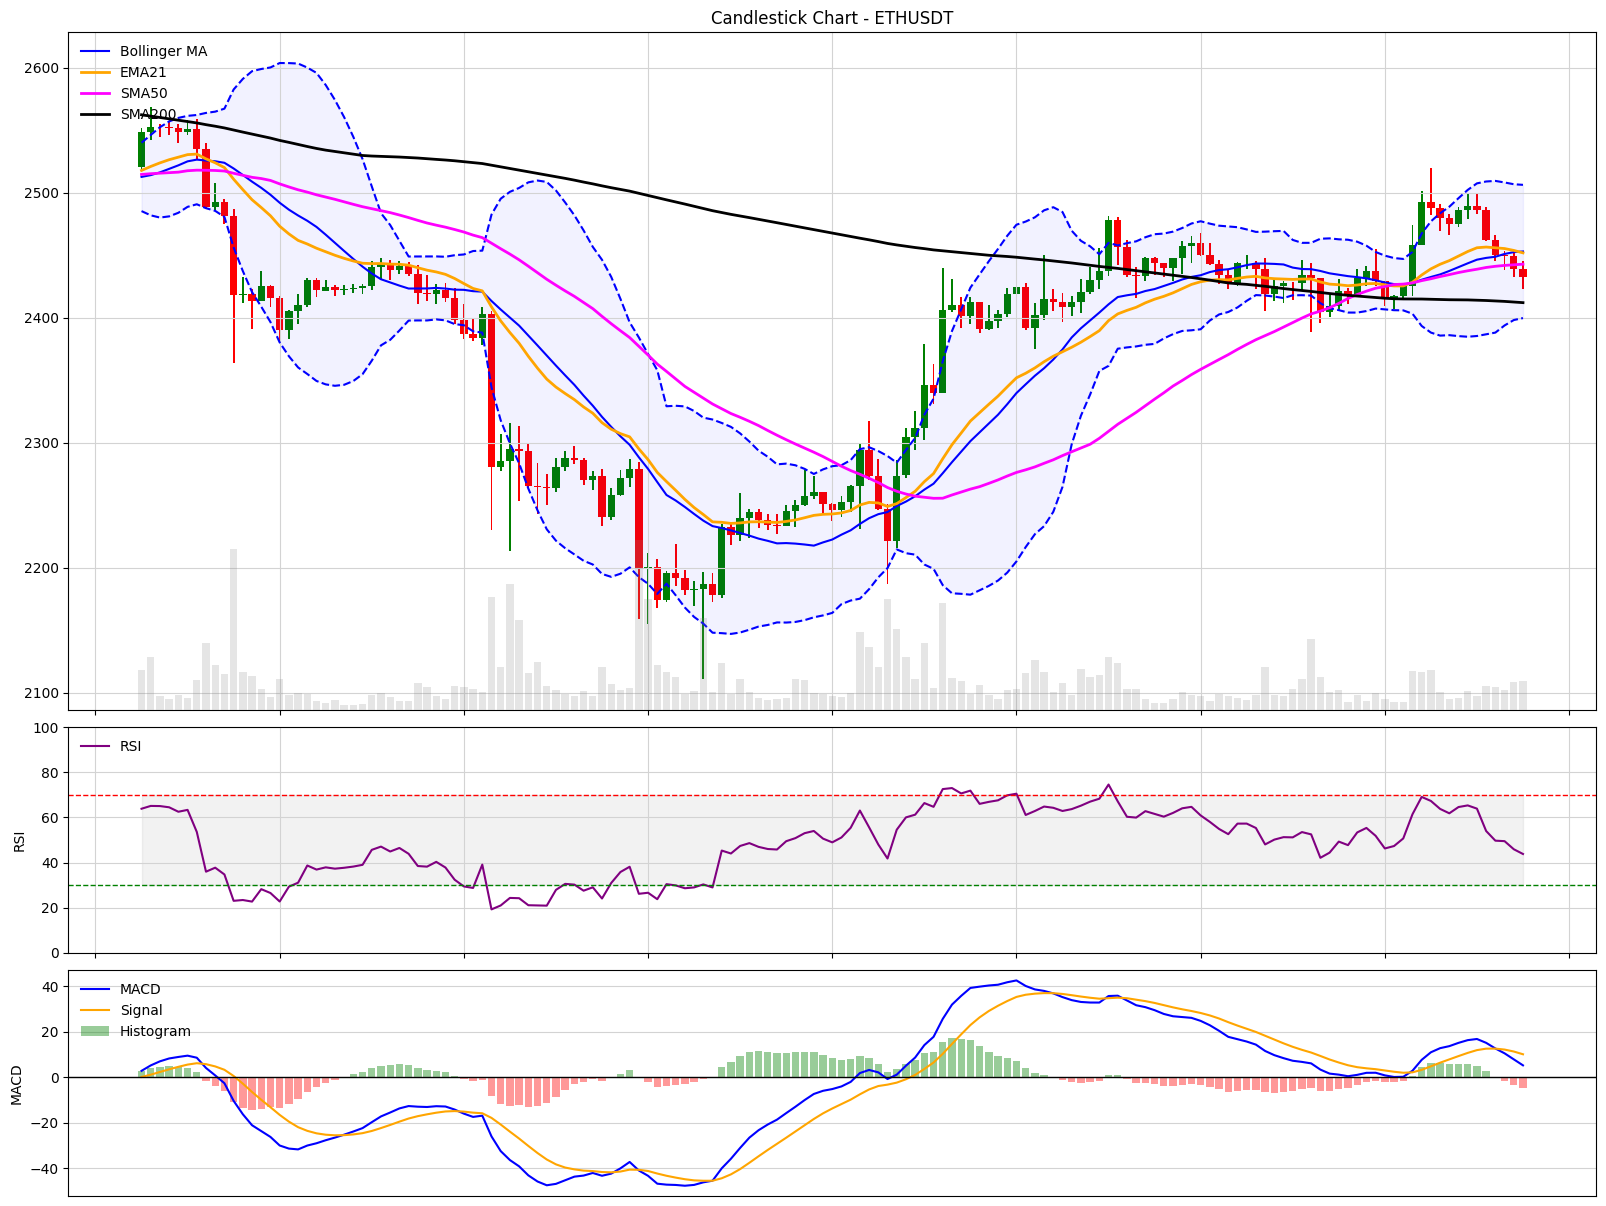 Candlestick Chart - ETHUSDT
Bollinger MA
EMA21
SMA50
SMA200
2600
2500
2400
2300
2200
2100
RSI
100
80
60
40
20
0
RSI
MACD
Signal
Histogram
40
20
0
−20
−40
MACD